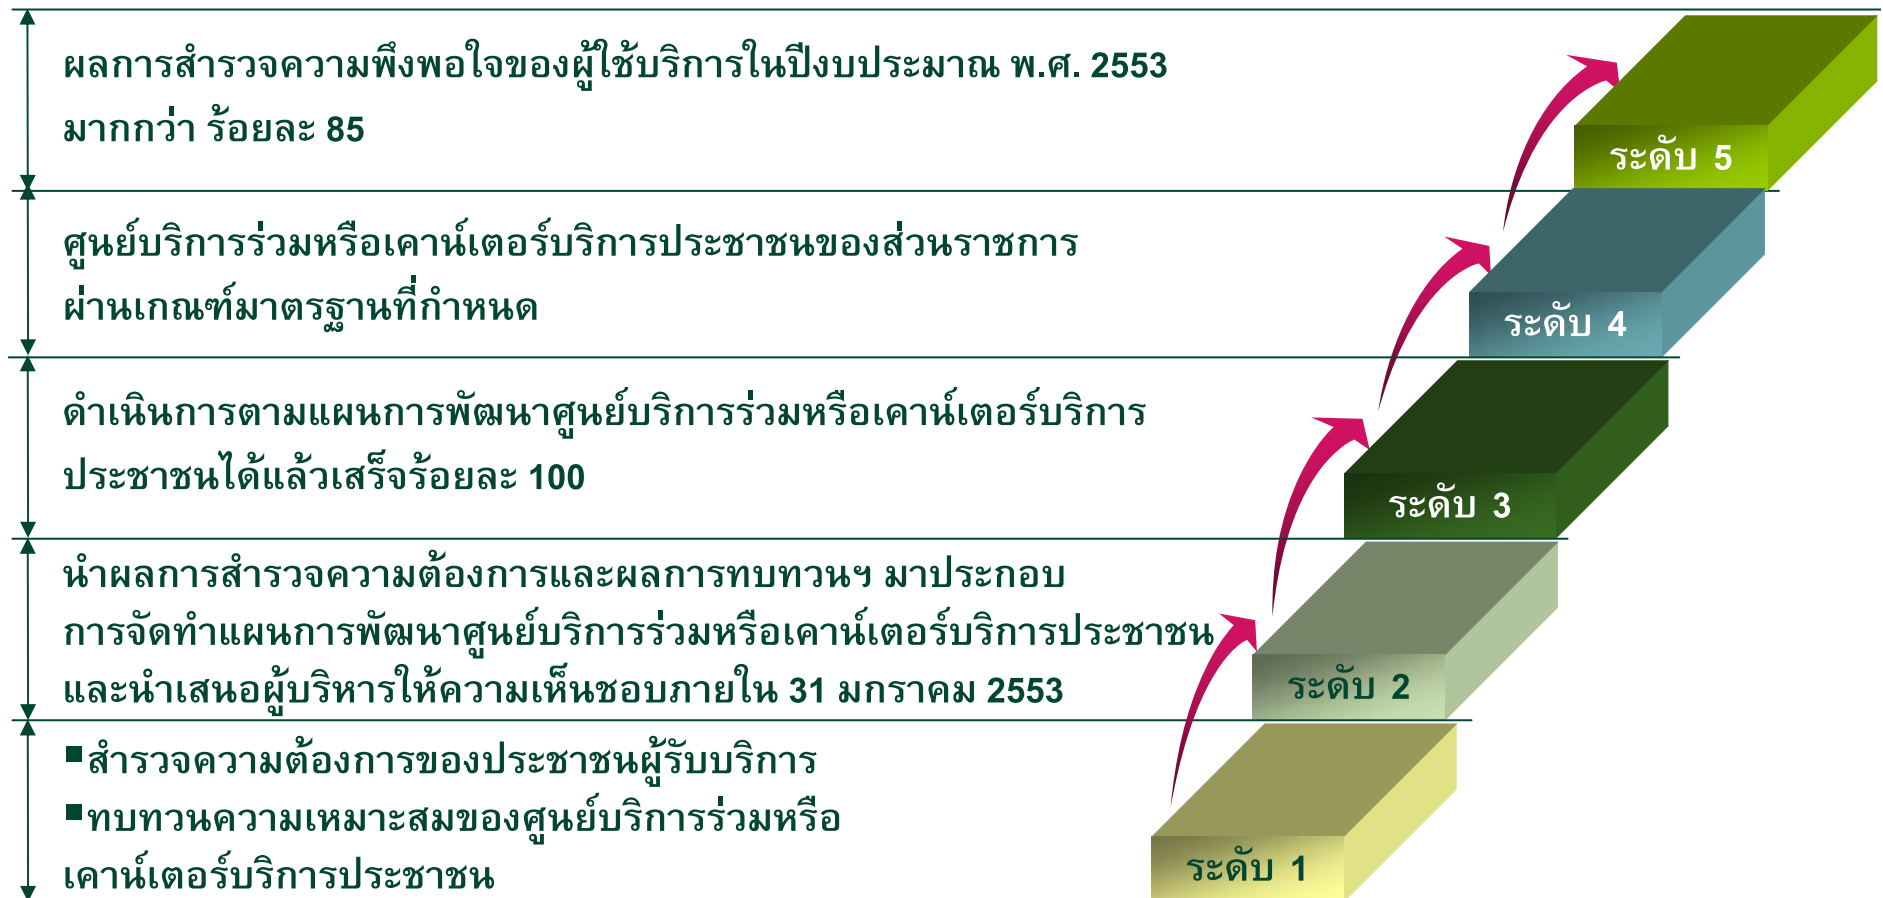 ผลการสำรวจความพึงพอใจของผู้ใช้บริการในปีงบประมาณ พ.ศ. 2553
มากกว่า ร้อยละ 85
ระดับ 5
ศูนย์บริการร่วมหรือเคาน์เตอร์บริการประชาชนของส่วนราชการ
ผ่านเกณฑ์มาตรฐานที่กำหนด
ระดับ 4
ดำเนินการตามแผนการพัฒนาศูนย์บริการร่วมหรือเคาน์เตอร์บริการ
ประชาชนได้แล้วเสร็จร้อยละ 100
ระดับ 3
นำผลการสำรวจความต้องการและผลการทบทวนฯ มาประกอบ
การจัดทำแผนการพัฒนาศูนย์บริการร่วมหรือเคาน์เตอร์บริการประชาชน
และนำเสนอผู้บริหารให้ความเห็นชอบภายใน 31 มกราคม 2553
ระดับ 2
▪สำรวจความต้องการของประชาชนผู้รับบริการ
▪ทบทวนความเหมาะสมของศูนย์บริการร่วมหรือ
เคาน์เตอร์บริการประชาชน
ระดับ 1